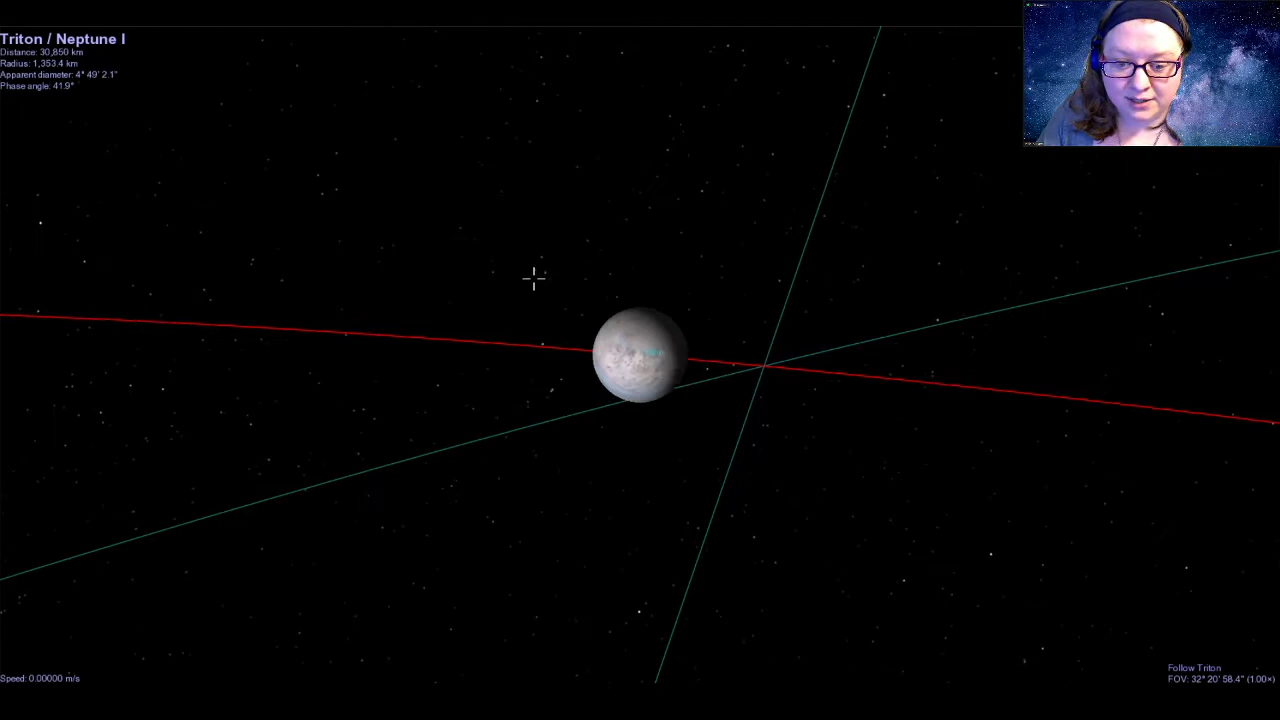 Triton / Neptune I
Distance: 30,850 km
Radius: 1,353.4 km
Apparent diameter: 4° 49' 2.1"
Phase angle: 41.9°
Speed: 0.00000 m/s
Follow Triton
FOV: 32° 20' 58.4" (1.00×)